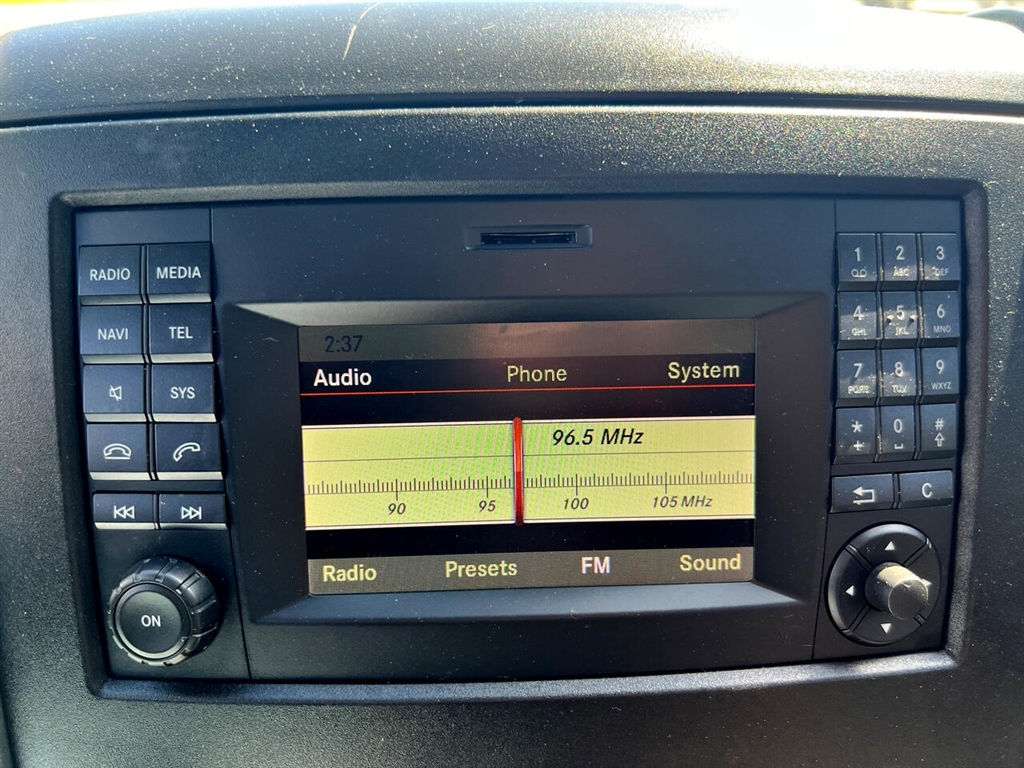 RADIO MEDIA
NAVI TEL
SYS
ON
2:37
Audio Phone System
96.5 MHz
90 95 100 105 MHz
Radio Presets FM Sound
1 2 3
ABC DEF
4 5 6
GHI JKL MNO
7 8 9
PQRS TUV WXYZ
* 0 #
+
C